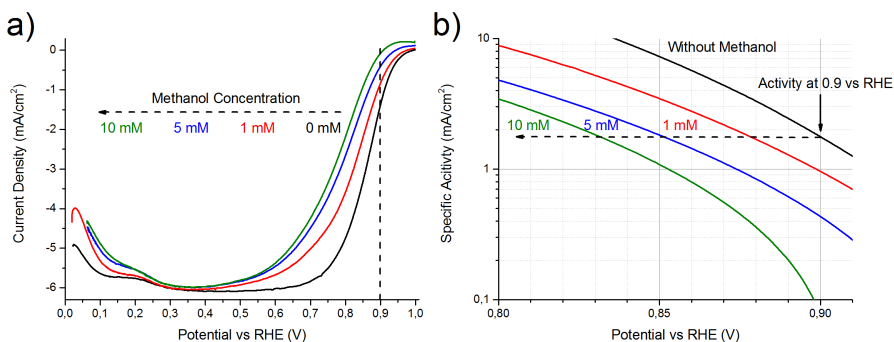 a)
Current Density (mA/cm²)
0
-1
-2
-3
-4
-5
-6
Methanol Concentration
10 mM 5 mM 1 mM 0 mM
0,0 0,1 0,2 0,3 0,4 0,5 0,6 0,7 0,8 0,9 1,0
Potential vs RHE (V)
b)
Specific Acitivity (mA/cm²)
10
1
0,1
Without Methanol
Activity at 0.9 vs RHE
10 mM 5 mM 1 mM
0,80 0,85 0,90
Potential vs RHE (V)